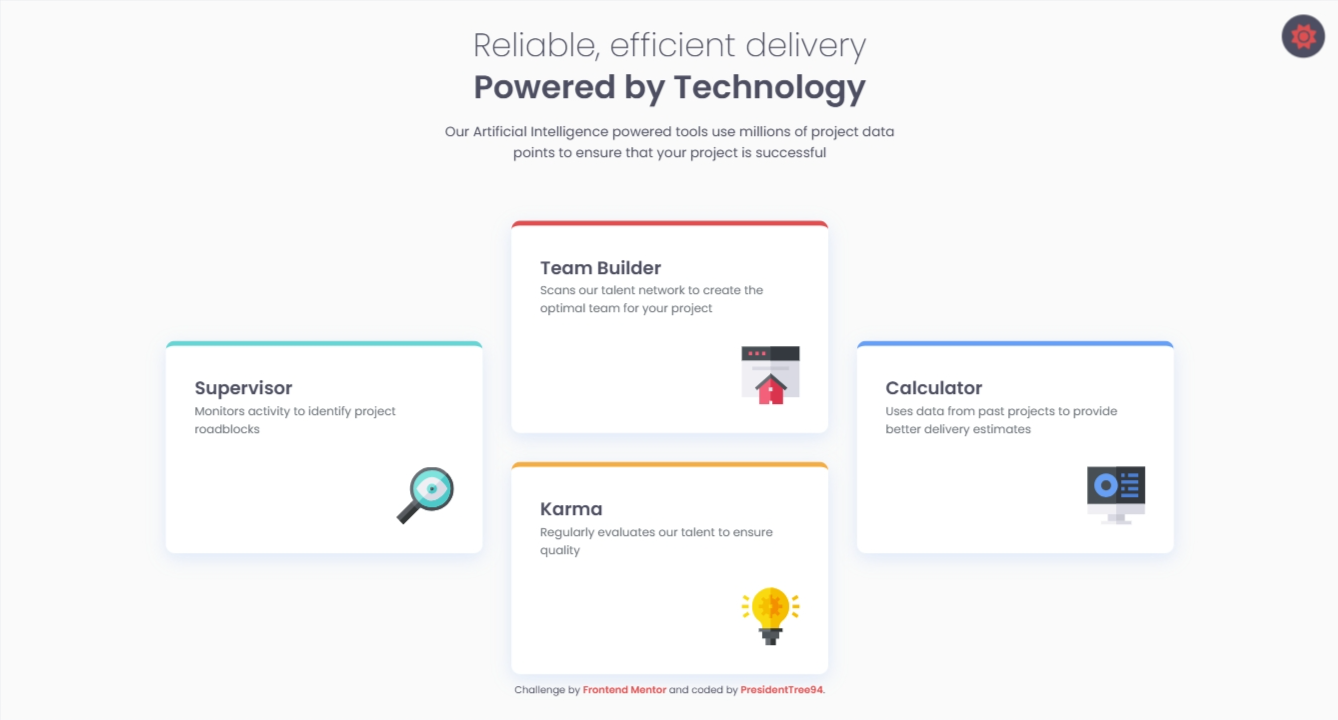 Reliable, efficient delivery
Powered by Technology
Our Artificial Intelligence powered tools use millions of project data
points to ensure that your project is successful
Supervisor
Monitors activity to identify project
roadblocks
Team Builder
Scans our talent network to create the
optimal team for your project
Karma
Regularly evaluates our talent to ensure
quality
Calculator
Uses data from past projects to provide
better delivery estimates
Challenge by Frontend Mentor and coded by PresidentTree94.